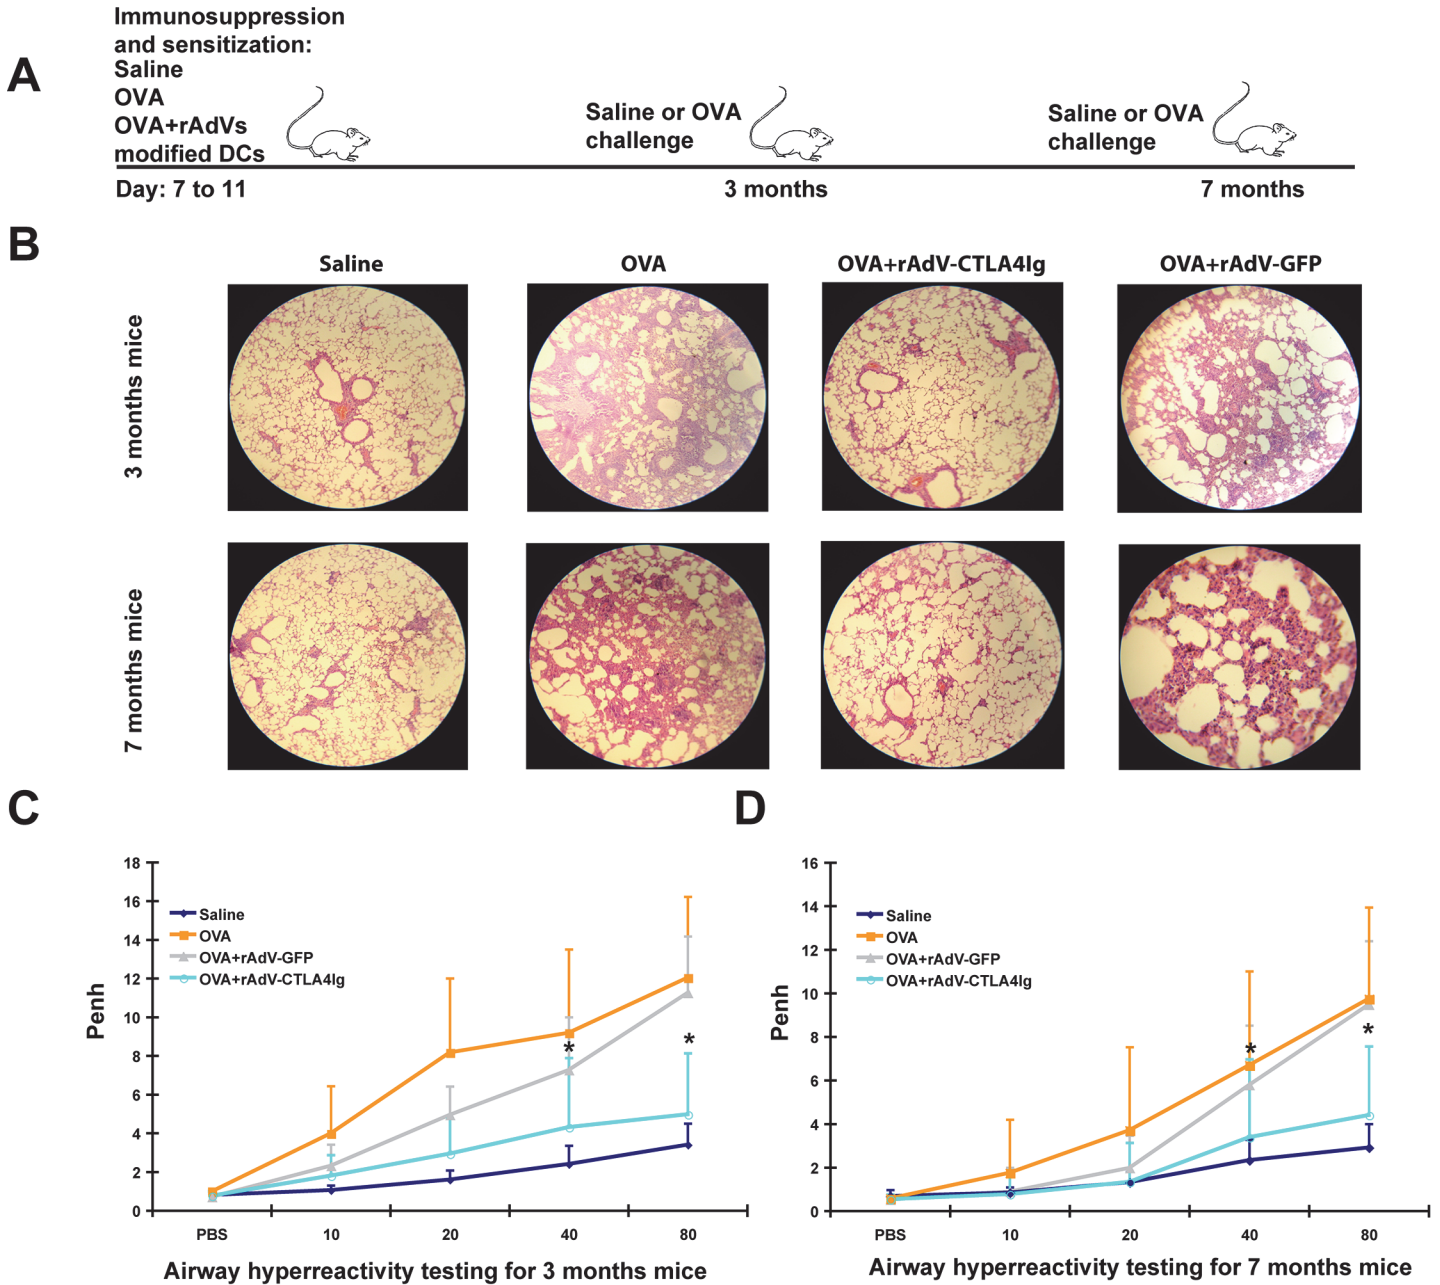 A
Immunosuppression
and sensitization:
Saline
OVA
OVA+rAdVs
modified DCs
Saline or OVA
challenge
Saline or OVA
challenge
Day: 7 to 11
3 months
7 months
B
Saline
OVA
OVA+rAdV-CTLA4Ig
OVA+rAdV-GFP
3 months mice
7 months mice
C
18
16
14
12
10
8
6
4
2
0
Penh
Saline
OVA
OVA+rAdV-GFP
OVA+rAdV-CTLA4Ig
*
*
PBS
10
20
40
80
Airway hyperreactivity testing for 3 months mice
D
16
14
12
10
8
6
4
2
0
Penh
Saline
OVA
OVA+rAdV-GFP
OVA+rAdV-CTLA4Ig
*
*
PBS
10
20
40
80
Airway hyperreactivity testing for 7 months mice